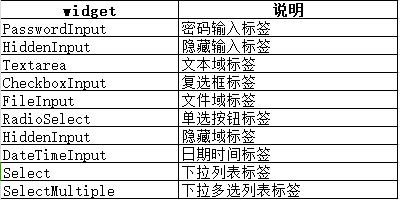 widget 说明
PasswordInput 密码输入标签
HiddenInput 隐藏输入标签
Textarea 文本域标签
CheckboxInput 复选框标签
FileInput 文件域标签
RadioSelect 单选按钮标签
HiddenInput 隐藏域标签
DateTimeInput 日期时间标签
Select 下拉列表标签
SelectMultiple 下拉多选列表标签